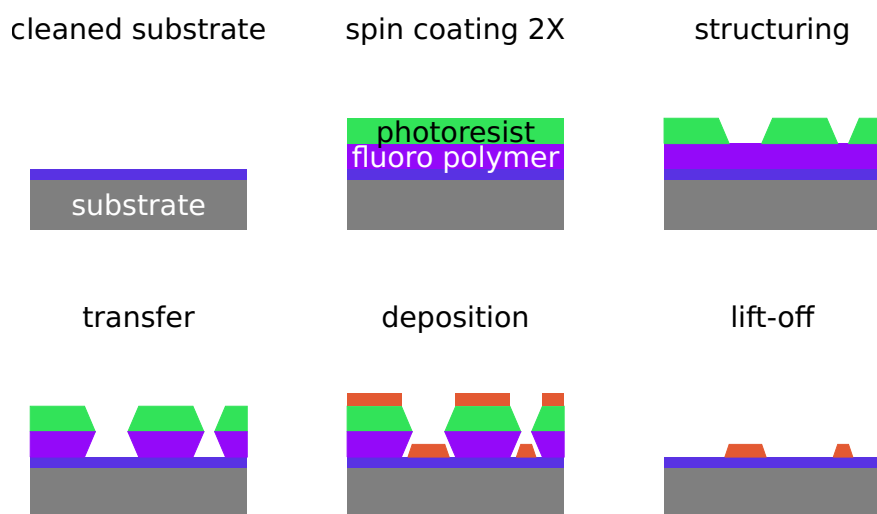 cleaned substrate
spin coating 2X
structuring
photoresist
fluoro polymer
substrate
transfer
deposition
lift-off